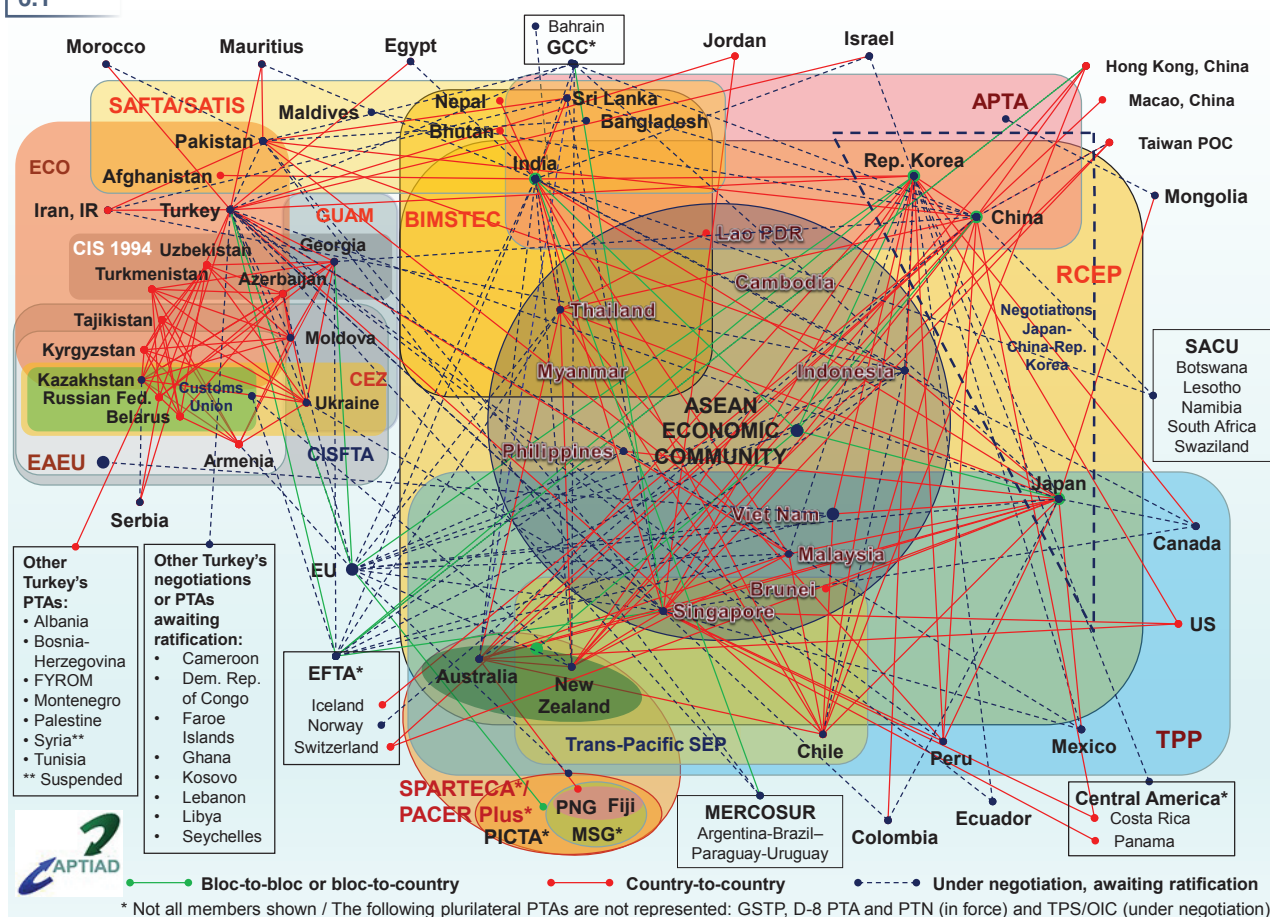 Morocco
Mauritius
Egypt
Bahrain
GCC*
Jordan
Israel
Hong Kong, China
Macao, China
Taiwan POC
Mongolia
SAFTA/SATIS
Maldives
Nepal
Bhutan
Sri Lanka
Bangladesh
APTA
Pakistan
India
Rep. Korea
ECO
Afghanistan
Iran, IR
Turkey
GUAM
BIMSTEC
China
CIS 1994
Uzbekistan
Georgia
Lao PDR
RCEP
Turkmenistan
Azerbaijan
Cambodia
Tajikistan
Moldova
Thailand
Negotiations
Japan-
China-Rep.
Korea
Kyrgyzstan
Myanmar
Indonesia
SACU
Botswana
Lesotho
Namibia
South Africa
Swaziland
Kazakhstan
Russian Fed.
Belarus
Customs
Union
CEZ
Ukraine
ASEAN
ECONOMIC
COMMUNITY
EAEU
Armenia
CISFTA
Philippines
Japan
Serbia
Viet Nam
Malaysia
Canada
EU
Brunei
Singapore
US
Other
Turkey's
PTAs:
• Albania
• Bosnia-
Herzegovina
• FYROM
• Montenegro
• Palestine
• Syria**
• Tunisia
** Suspended
Other Turkey's
negotiations
or PTAs
awaiting
ratification:
• Cameroon
• Dem. Rep.
of Congo
• Faroe
Islands
• Ghana
• Kosovo
• Lebanon
• Libya
• Seychelles
EFTA*
Iceland
Norway
Switzerland
Australia
New
Zealand
Trans-Pacific SEP
Chile
Peru
Mexico
TPP
SPARTECA*/
PACER Plus*
PICTA*
PNG Fiji
MSG*
MERCOSUR
Argentina-Brazil–
Paraguay-Uruguay
Colombia
Ecuador
Central America*
Costa Rica
Panama
APTIAD
Bloc-to-bloc or bloc-to-country
Country-to-country
Under negotiation, awaiting ratification
* Not all members shown / The following plurilateral PTAs are not represented: GSTP, D-8 PTA and PTN (in force) and TPS/OIC (under negotiation)